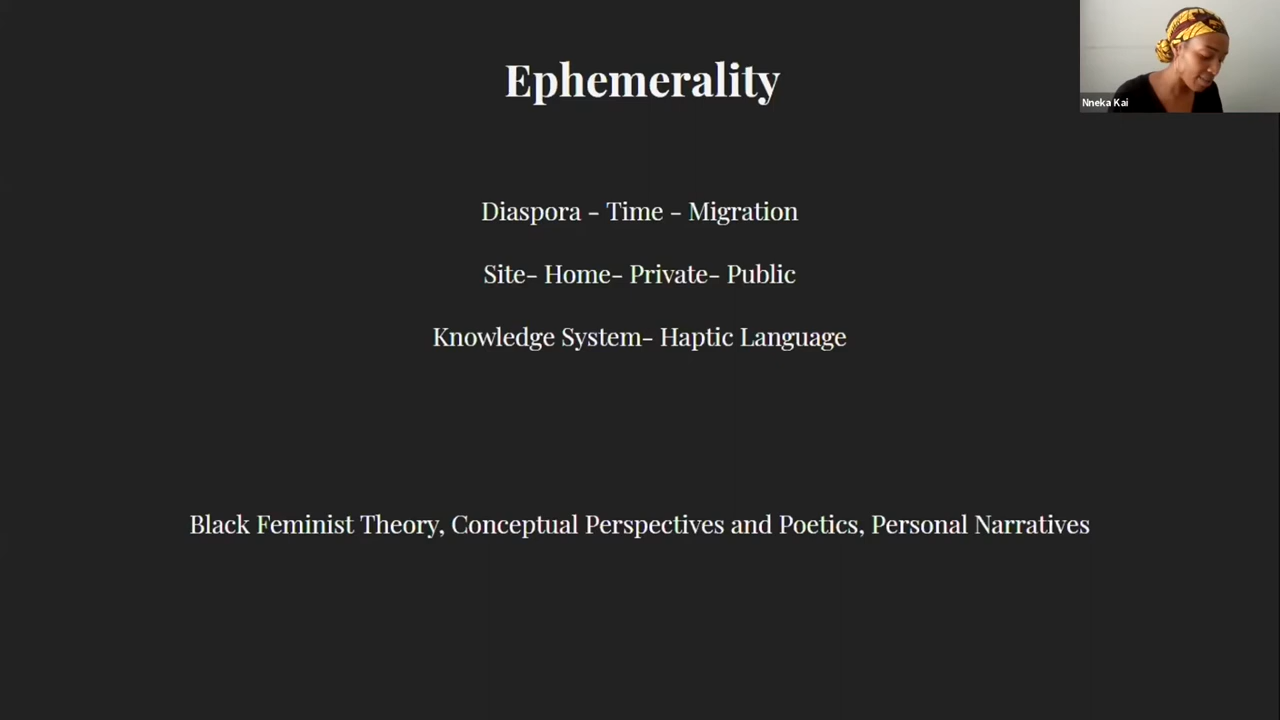 Ephemerality
Nneka Kai
Diaspora - Time - Migration
Site- Home- Private- Public
Knowledge System- Haptic Language
Black Feminist Theory, Conceptual Perspectives and Poetics, Personal Narratives